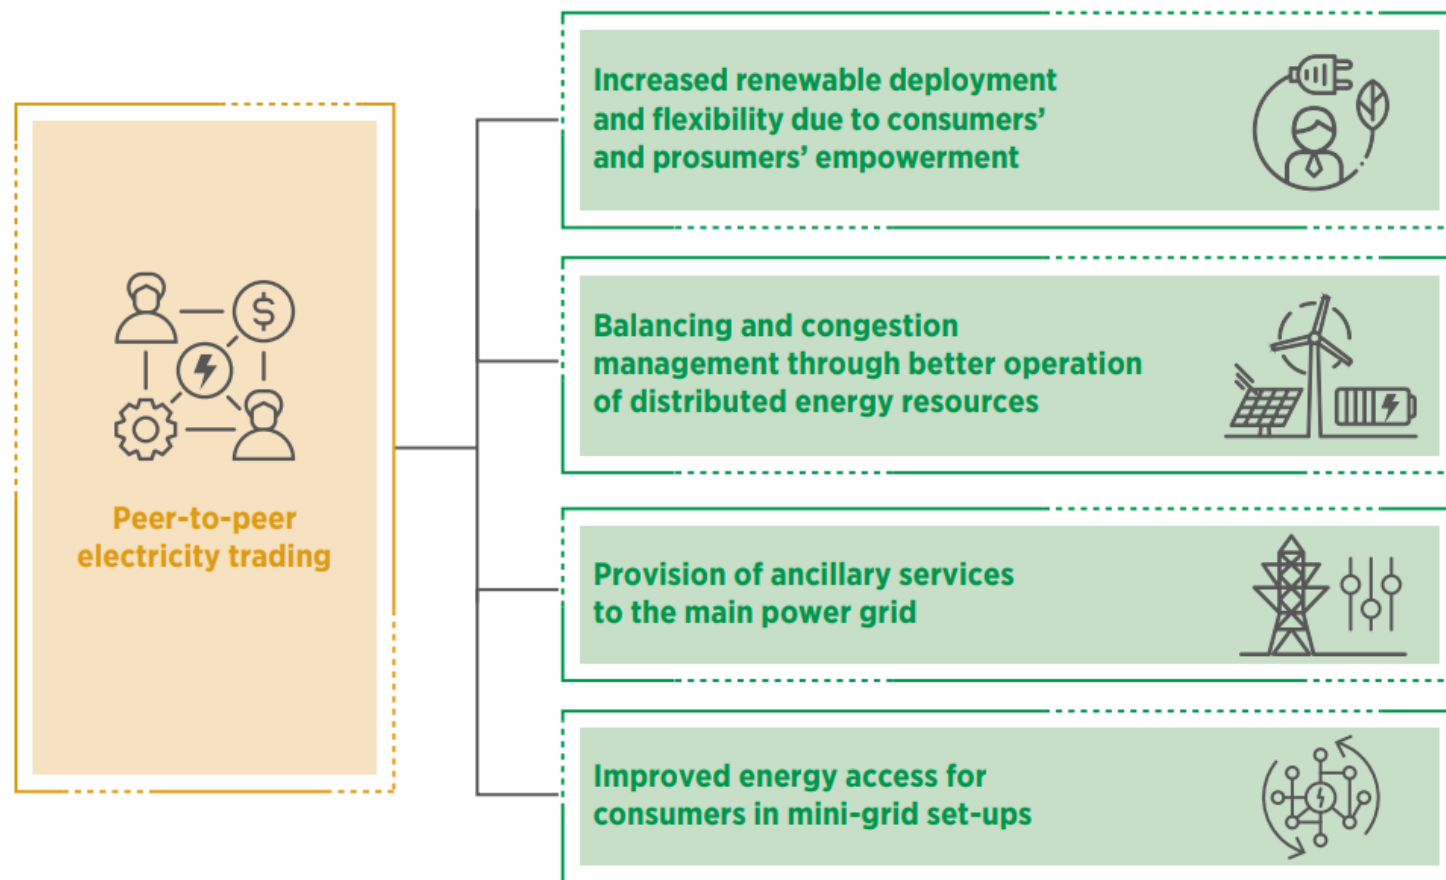 Peer-to-peer
electricity trading
Increased renewable deployment
and flexibility due to consumers’
and prosumers’ empowerment
Balancing and congestion
management through better operation
of distributed energy resources
Provision of ancillary services
to the main power grid
Improved energy access for
consumers in mini-grid set-ups
$